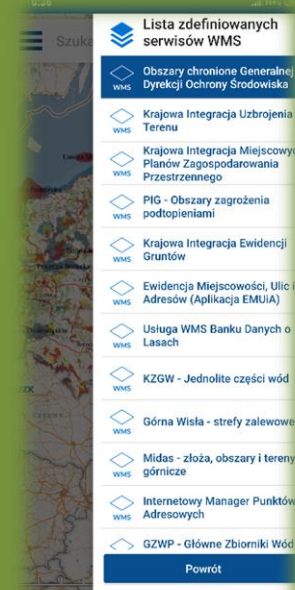 Szuka
Lista zdefiniowanych
serwisów WMS
WMS
Obszary chronione Generalnej
Dyrekcji Ochrony Środowiska
WMS
Krajowa Integracja Uzbrojenia
Terenu
WMS
Krajowa Integracja Miejscowyc
Planów Zagospodarowania
Przestrzennego
WMS
PIG - Obszary zagrożenia
podtopieniami
WMS
Krajowa Integracja Ewidencji
Gruntów
WMS
Ewidencja Miejscowości, Ulic i
Adresów (Aplikacja EMUiA)
WMS
Usługa WMS Banku Danych o
Lasach
WMS
KZGW - Jednolite części wód
WMS
Górna Wisła - strefy zalewowe
WMS
Midas - złoża, obszary i tereny
górnicze
WMS
Internetowy Manager Punktów
Adresowych
GZWP - Główne Zbiorniki Wód
Powrót